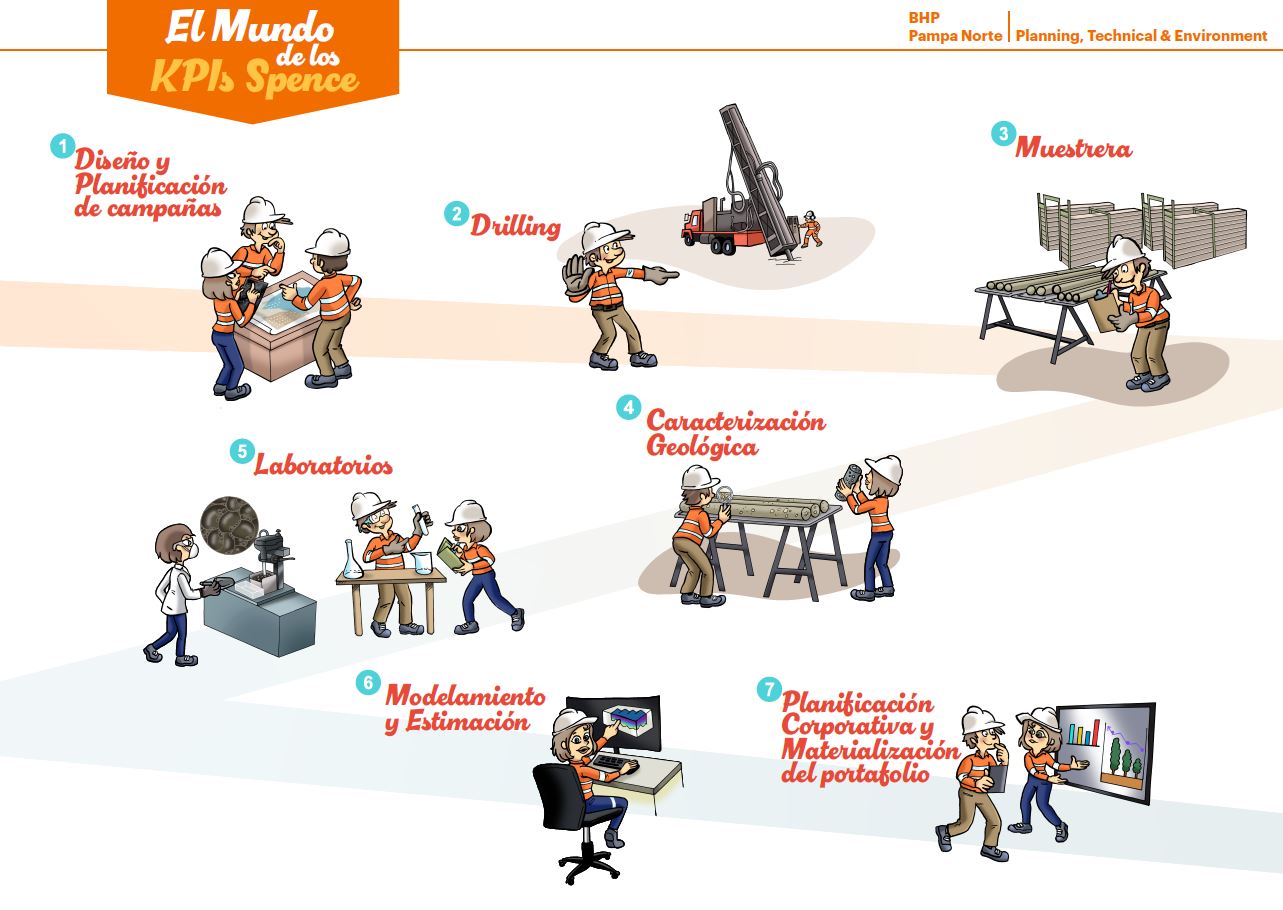 El Mundo
de los
KPIs Spence
BHP
Pampa Norte | Planning, Technical & Environment
1
Diseño y
Planificación
de campañas
2
Drilling
3
Muestrera
4
Caracterización
Geológica
5
Laboratorios
6
Modelamiento
y Estimación
7
Planificación
Corporativa y
Materialización
del portafolio